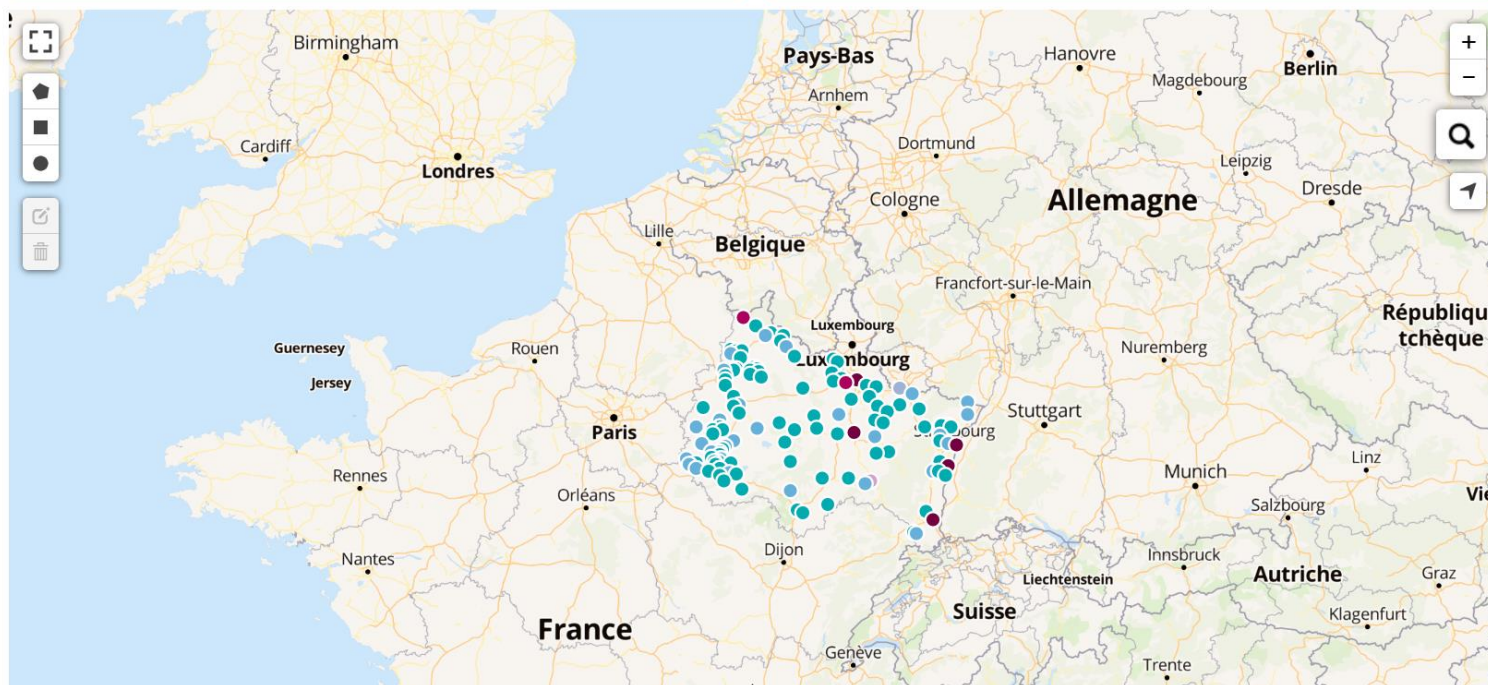 e
Birmingham
Pays-Bas
Hanovre
+
Berlin
−
Magdebourg
Arnhem
Cardiff
Dortmund
Londres
Leipzig
Dresde
Cologne
Allemagne
Lille
Belgique
Francfort-sur-le-Main
République
tchèque
Luxembourg
Guernesey
Rouen
Luxembourg
Nuremberg
Jersey
Stuttgart
Paris
Strasbourg
Linz
Rennes
Munich
Vie
Orléans
Salzbourg
Dijon
Nantes
Innsbruck
Liechtenstein
Autriche
Graz
Suisse
Klagenfurt
France
Genève
Trente